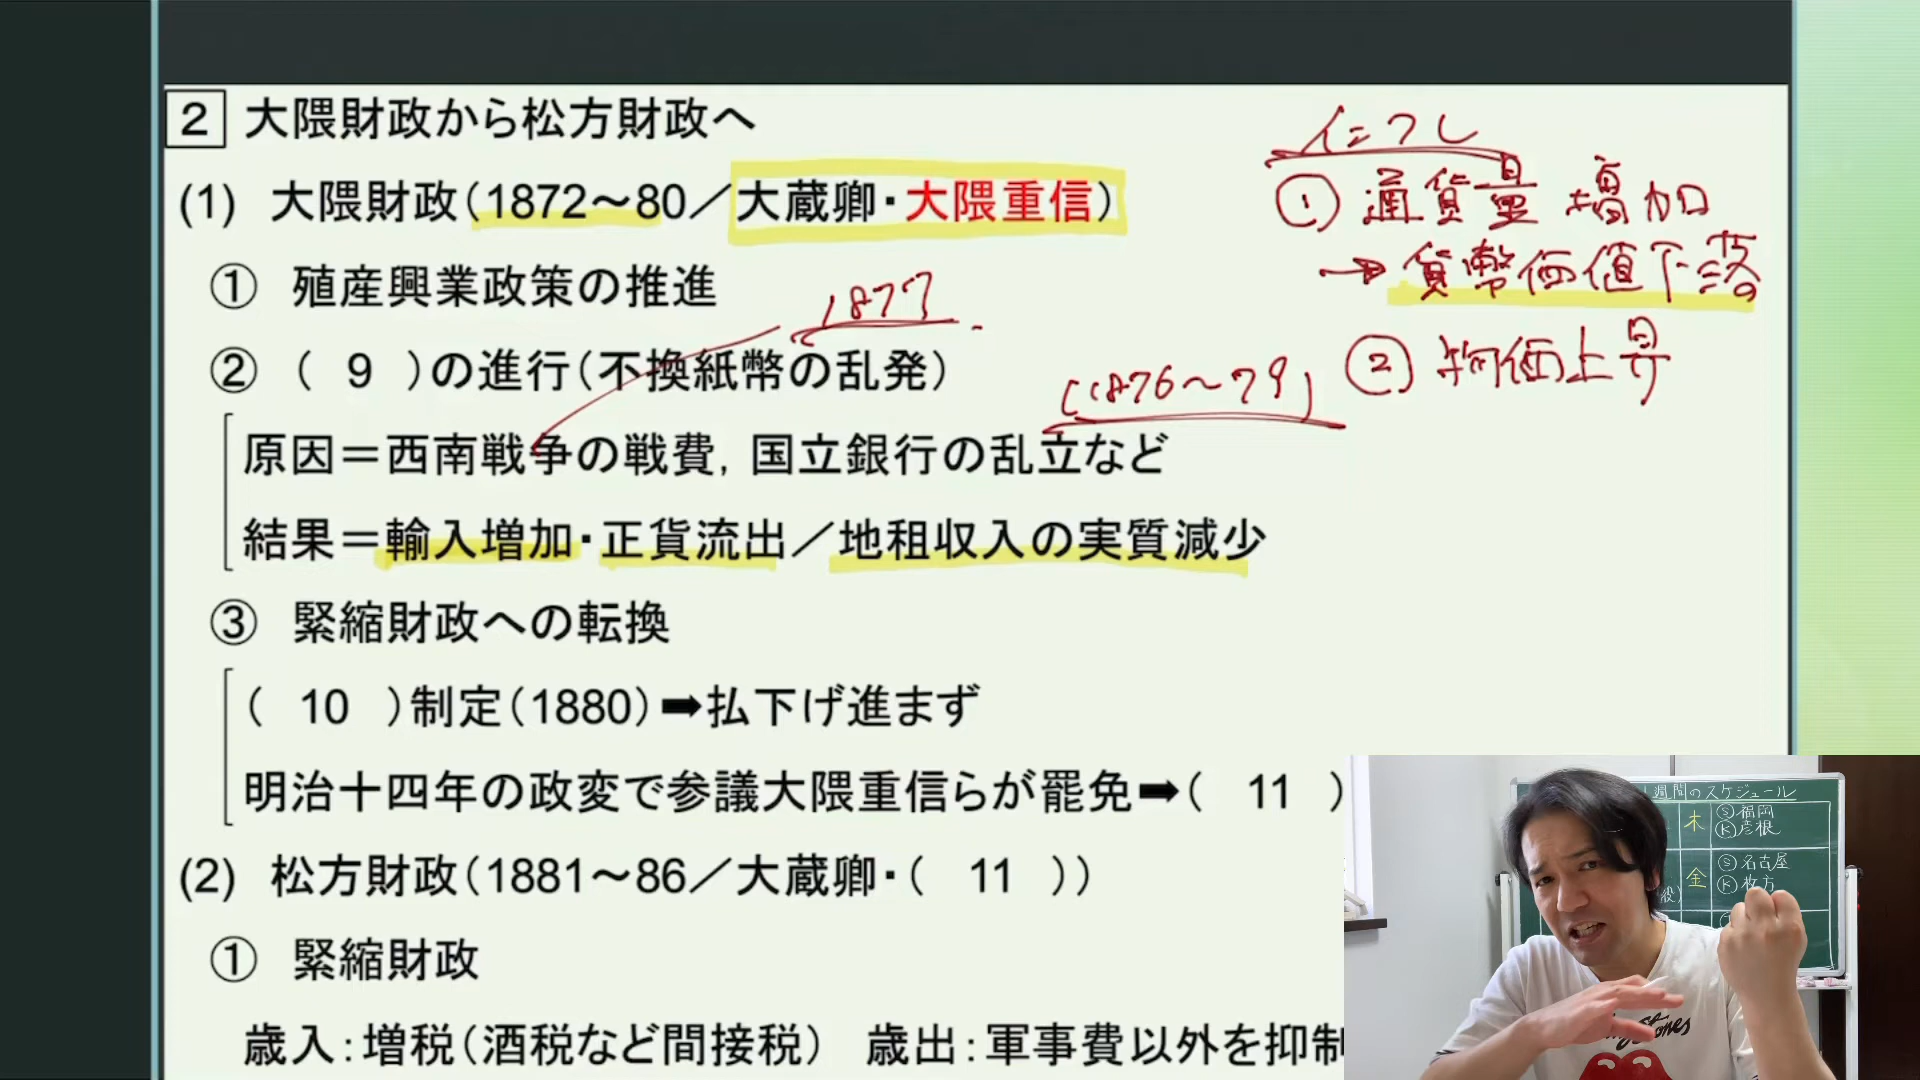 2 大隈財政から松方財政へ
(1) 大隈財政(1872～80／大蔵卿・大隈重信)
① 殖産興業政策の推進
1877
② ( 9 )の進行(不換紙幣の乱発)
(1876～79)
原因＝西南戦争の戦費，国立銀行の乱立など
結果＝輸入増加・正貨流出／地租収入の実質減少
③ 緊縮財政への転換
( 10 )制定(1880)➡払下げ進まず
明治十四年の政変で参議大隈重信らが罷免➡( 11 )
(2) 松方財政(1881～86／大蔵卿・( 11 ))
① 緊縮財政
歳入：増税(酒税など間接税) 歳出：軍事費以外を抑制
インフレ
① 通貨量 増加
→ 貨幣価値下落
② 物価上昇
週間のスケジュール
木 Ⓢ福岡
Ⓚ彦根
金 Ⓢ名古屋
Ⓚ枚方